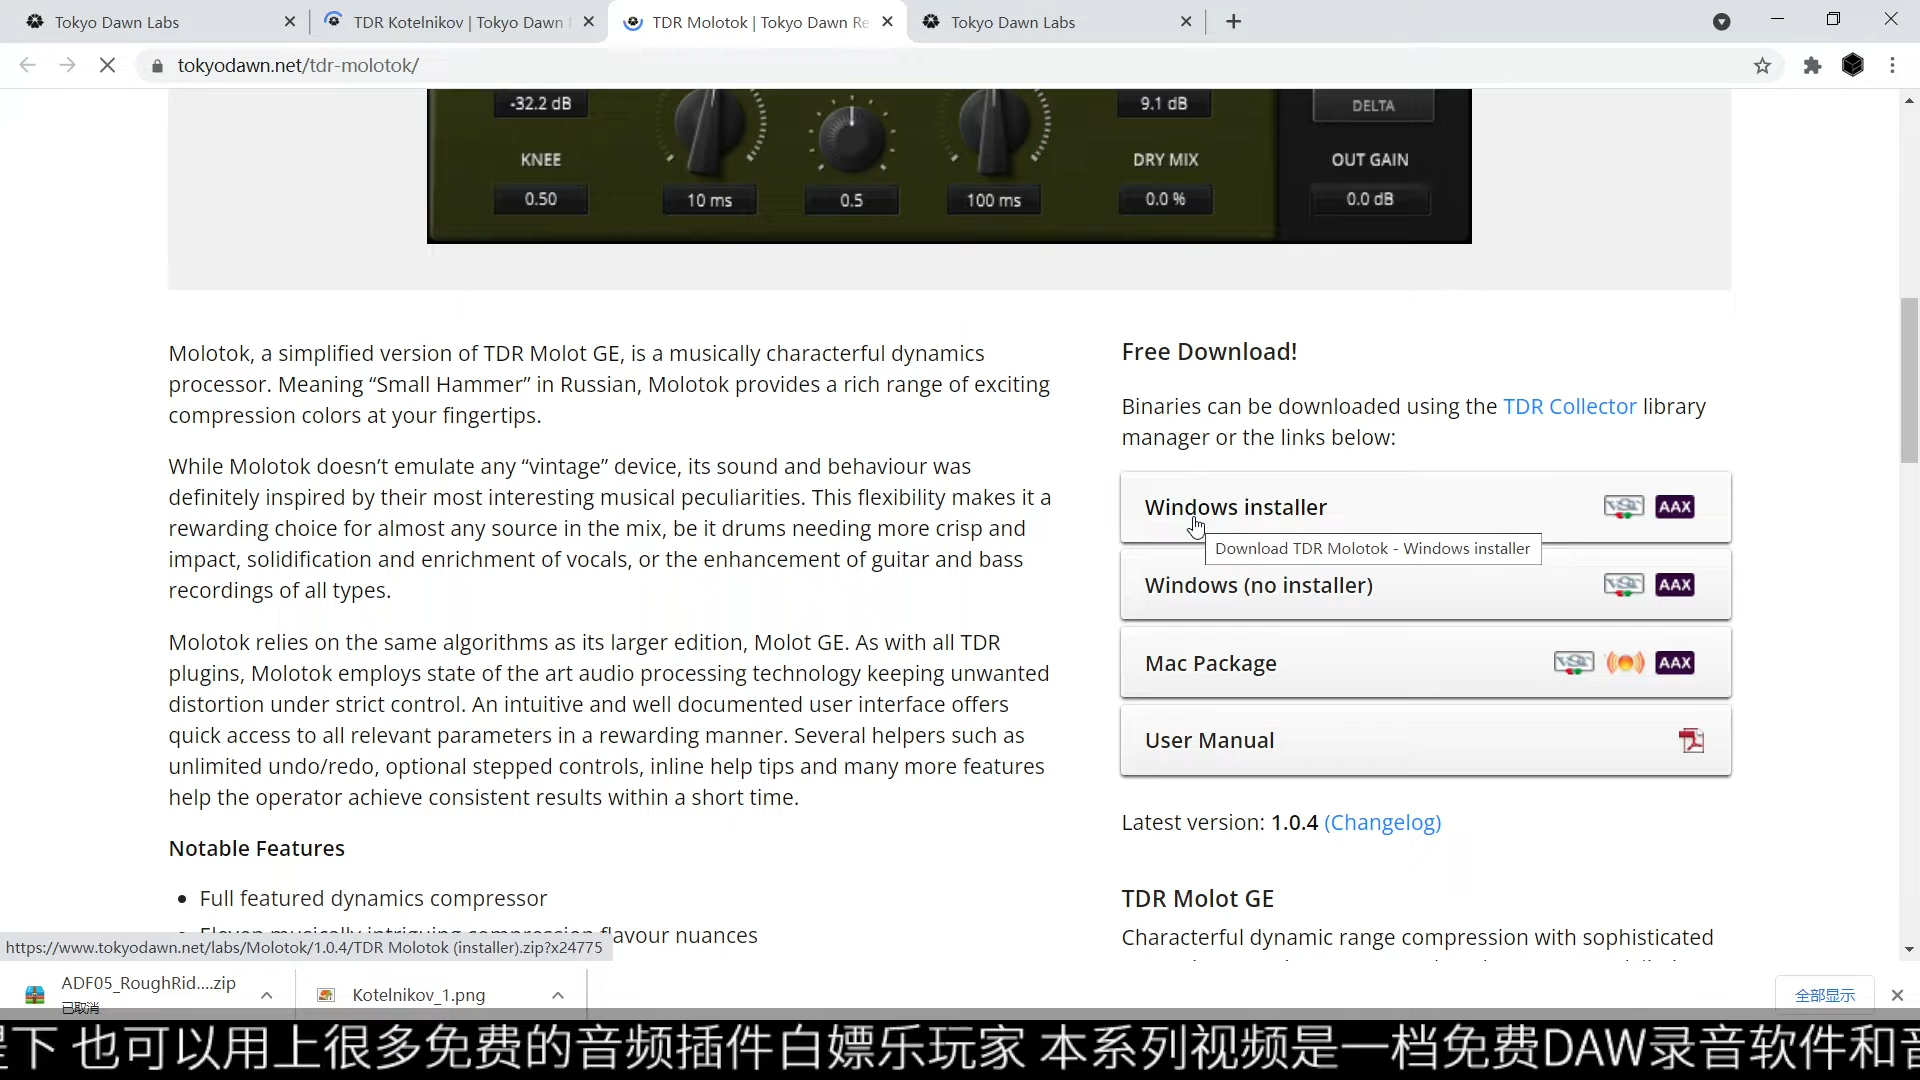 Tokyo Dawn Labs
TDR Kotelnikov | Tokyo Dawn
TDR Molotok | Tokyo Dawn Re
Tokyo Dawn Labs
tokyodawn.net/tdr-molotok/
-32.2 dB
9.1 dB
DELTA
KNEE
DRY MIX
OUT GAIN
0.50
10 ms
0.5
100 ms
0.0 %
0.0 dB
Molotok, a simplified version of TDR Molot GE, is a musically characterful dynamics
processor. Meaning “Small Hammer” in Russian, Molotok provides a rich range of exciting
compression colors at your fingertips.
While Molotok doesn’t emulate any “vintage” device, its sound and behaviour was
definitely inspired by their most interesting musical peculiarities. This flexibility makes it a
rewarding choice for almost any source in the mix, be it drums needing more crisp and
impact, solidification and enrichment of vocals, or the enhancement of guitar and bass
recordings of all types.
Molotok relies on the same algorithms as its larger edition, Molot GE. As with all TDR
plugins, Molotok employs state of the art audio processing technology keeping unwanted
distortion under strict control. An intuitive and well documented user interface offers
quick access to all relevant parameters in a rewarding manner. Several helpers such as
unlimited undo/redo, optional stepped controls, inline help tips and many more features
help the operator achieve consistent results within a short time.
Notable Features
Full featured dynamics compressor
flavour nuances
Free Download!
Binaries can be downloaded using the TDR Collector library
manager or the links below:
Windows installer
VST
AAX
Download TDR Molotok - Windows installer
Windows (no installer)
VST
AAX
Mac Package
VST
AAX
User Manual
Latest version: 1.0.4 (Changelog)
TDR Molot GE
Characterful dynamic range compression with sophisticated
https://www.tokyodawn.net/labs/Molotok/1.0.4/TDR Molotok (installer).zip?x24775
ADF05_RoughRid....zip
已取消
Kotelnikov_1.png
全部显示
下 也可以用上很多免费的音频插件白嫖乐玩家 本系列视频是一档免费DAW录音软件和